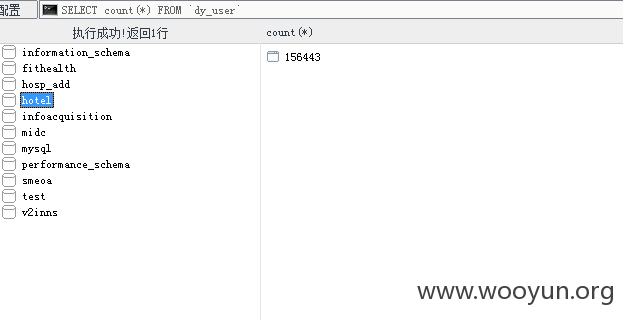 配置 SELECT count(*) FROM `dy_user`
执行成功!返回1行 count(*)
information_schema 156443
fithealth
hosp_add
hotel
infoacquisition
midc
mysql
performance_schema
smeoa
test
v2inns
www.wooyun.org